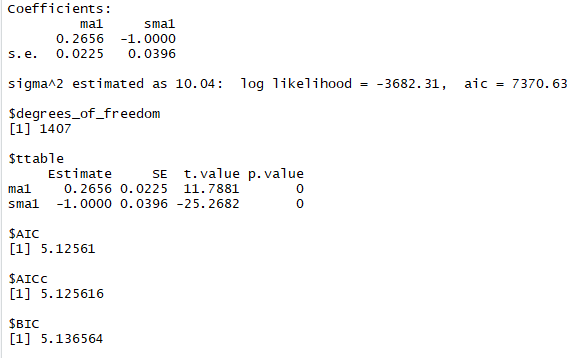 Coefficients:
ma1 sma1
0.2656 -1.0000
s.e. 0.0225 0.0396
sigma^2 estimated as 10.04: log likelihood = -3682.31, aic = 7370.63
$degrees_of_freedom
[1] 1407
$ttable
Estimate SE t.value p.value
ma1 0.2656 0.0225 11.7881 0
sma1 -1.0000 0.0396 -25.2682 0
$AIC
[1] 5.12561
$AICc
[1] 5.125616
$BIC
[1] 5.136564